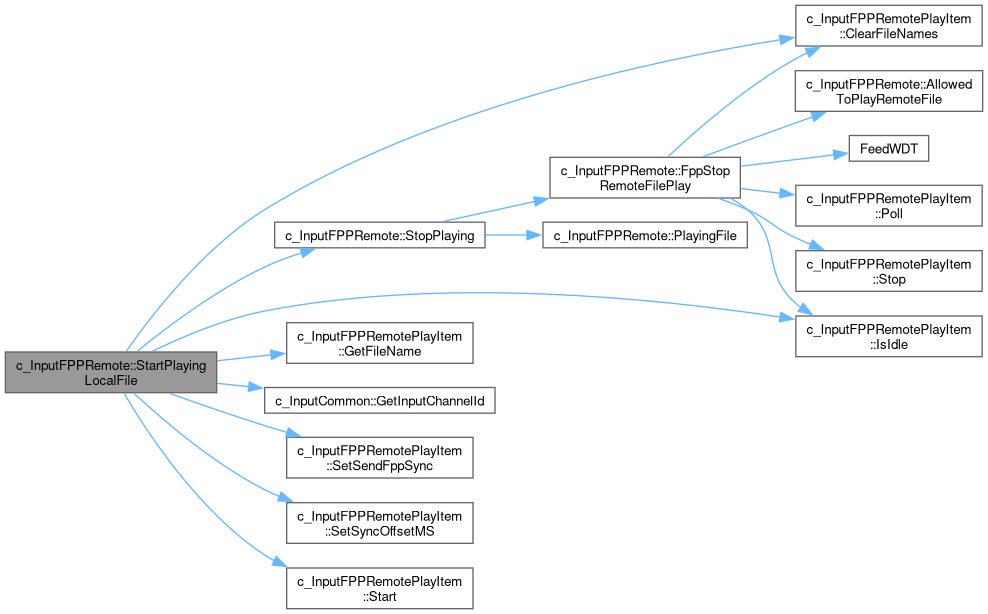 c_InputFPPRemotePlayItem
::ClearFileNames
c_InputFPPRemote::Allowed
ToPlayRemoteFile
FeedWDT
c_InputFPPRemote::FppStop
RemoteFilePlay
c_InputFPPRemotePlayItem
::Poll
c_InputFPPRemote::StopPlaying
c_InputFPPRemote::PlayingFile
c_InputFPPRemotePlayItem
::Stop
c_InputFPPRemotePlayItem
::IsIdle
c_InputFPPRemotePlayItem
::GetFileName
c_InputFPPRemote::StartPlaying
LocalFile
c_InputCommon::GetInputChannelId
c_InputFPPRemotePlayItem
::SetSendFppSync
c_InputFPPRemotePlayItem
::SetSyncOffsetMS
c_InputFPPRemotePlayItem
::Start